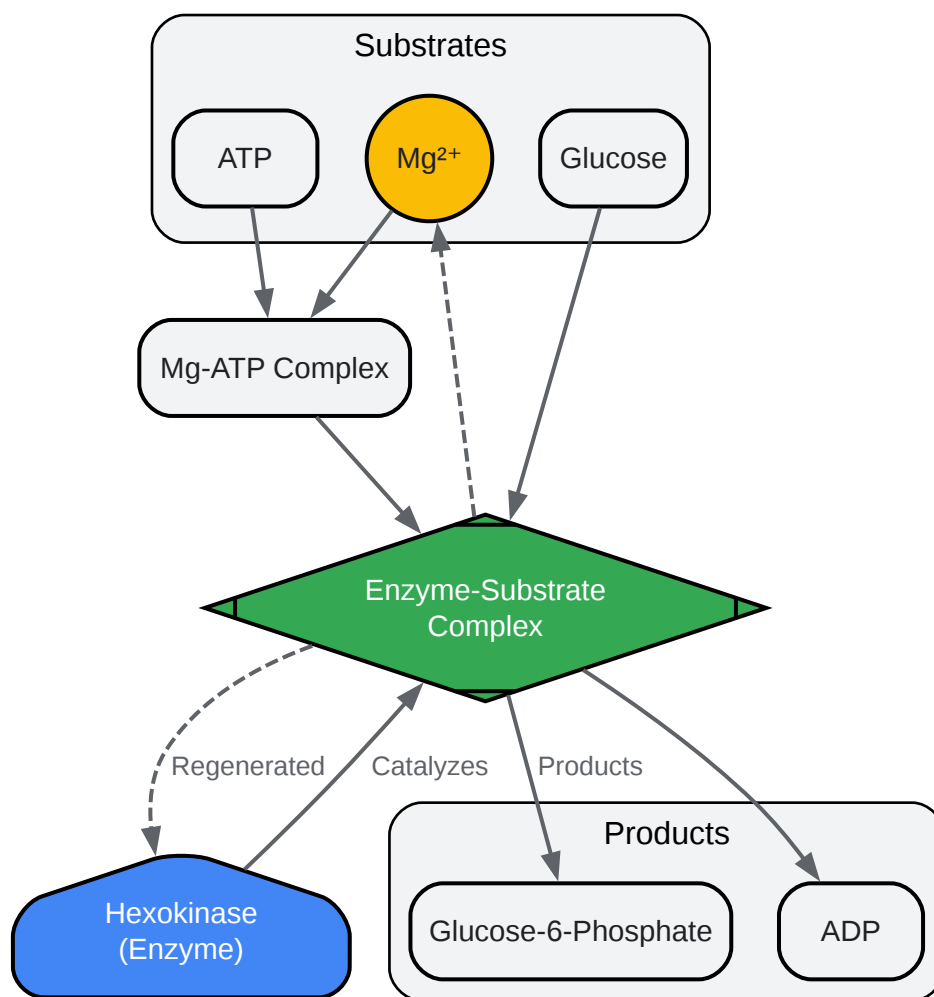 Substrates
ATP
Mg²⁺
Glucose
Mg-ATP Complex
Enzyme-Substrate
Complex
Regenerated
Catalyzes
Products
Products
Hexokinase
(Enzyme)
Glucose-6-Phosphate
ADP